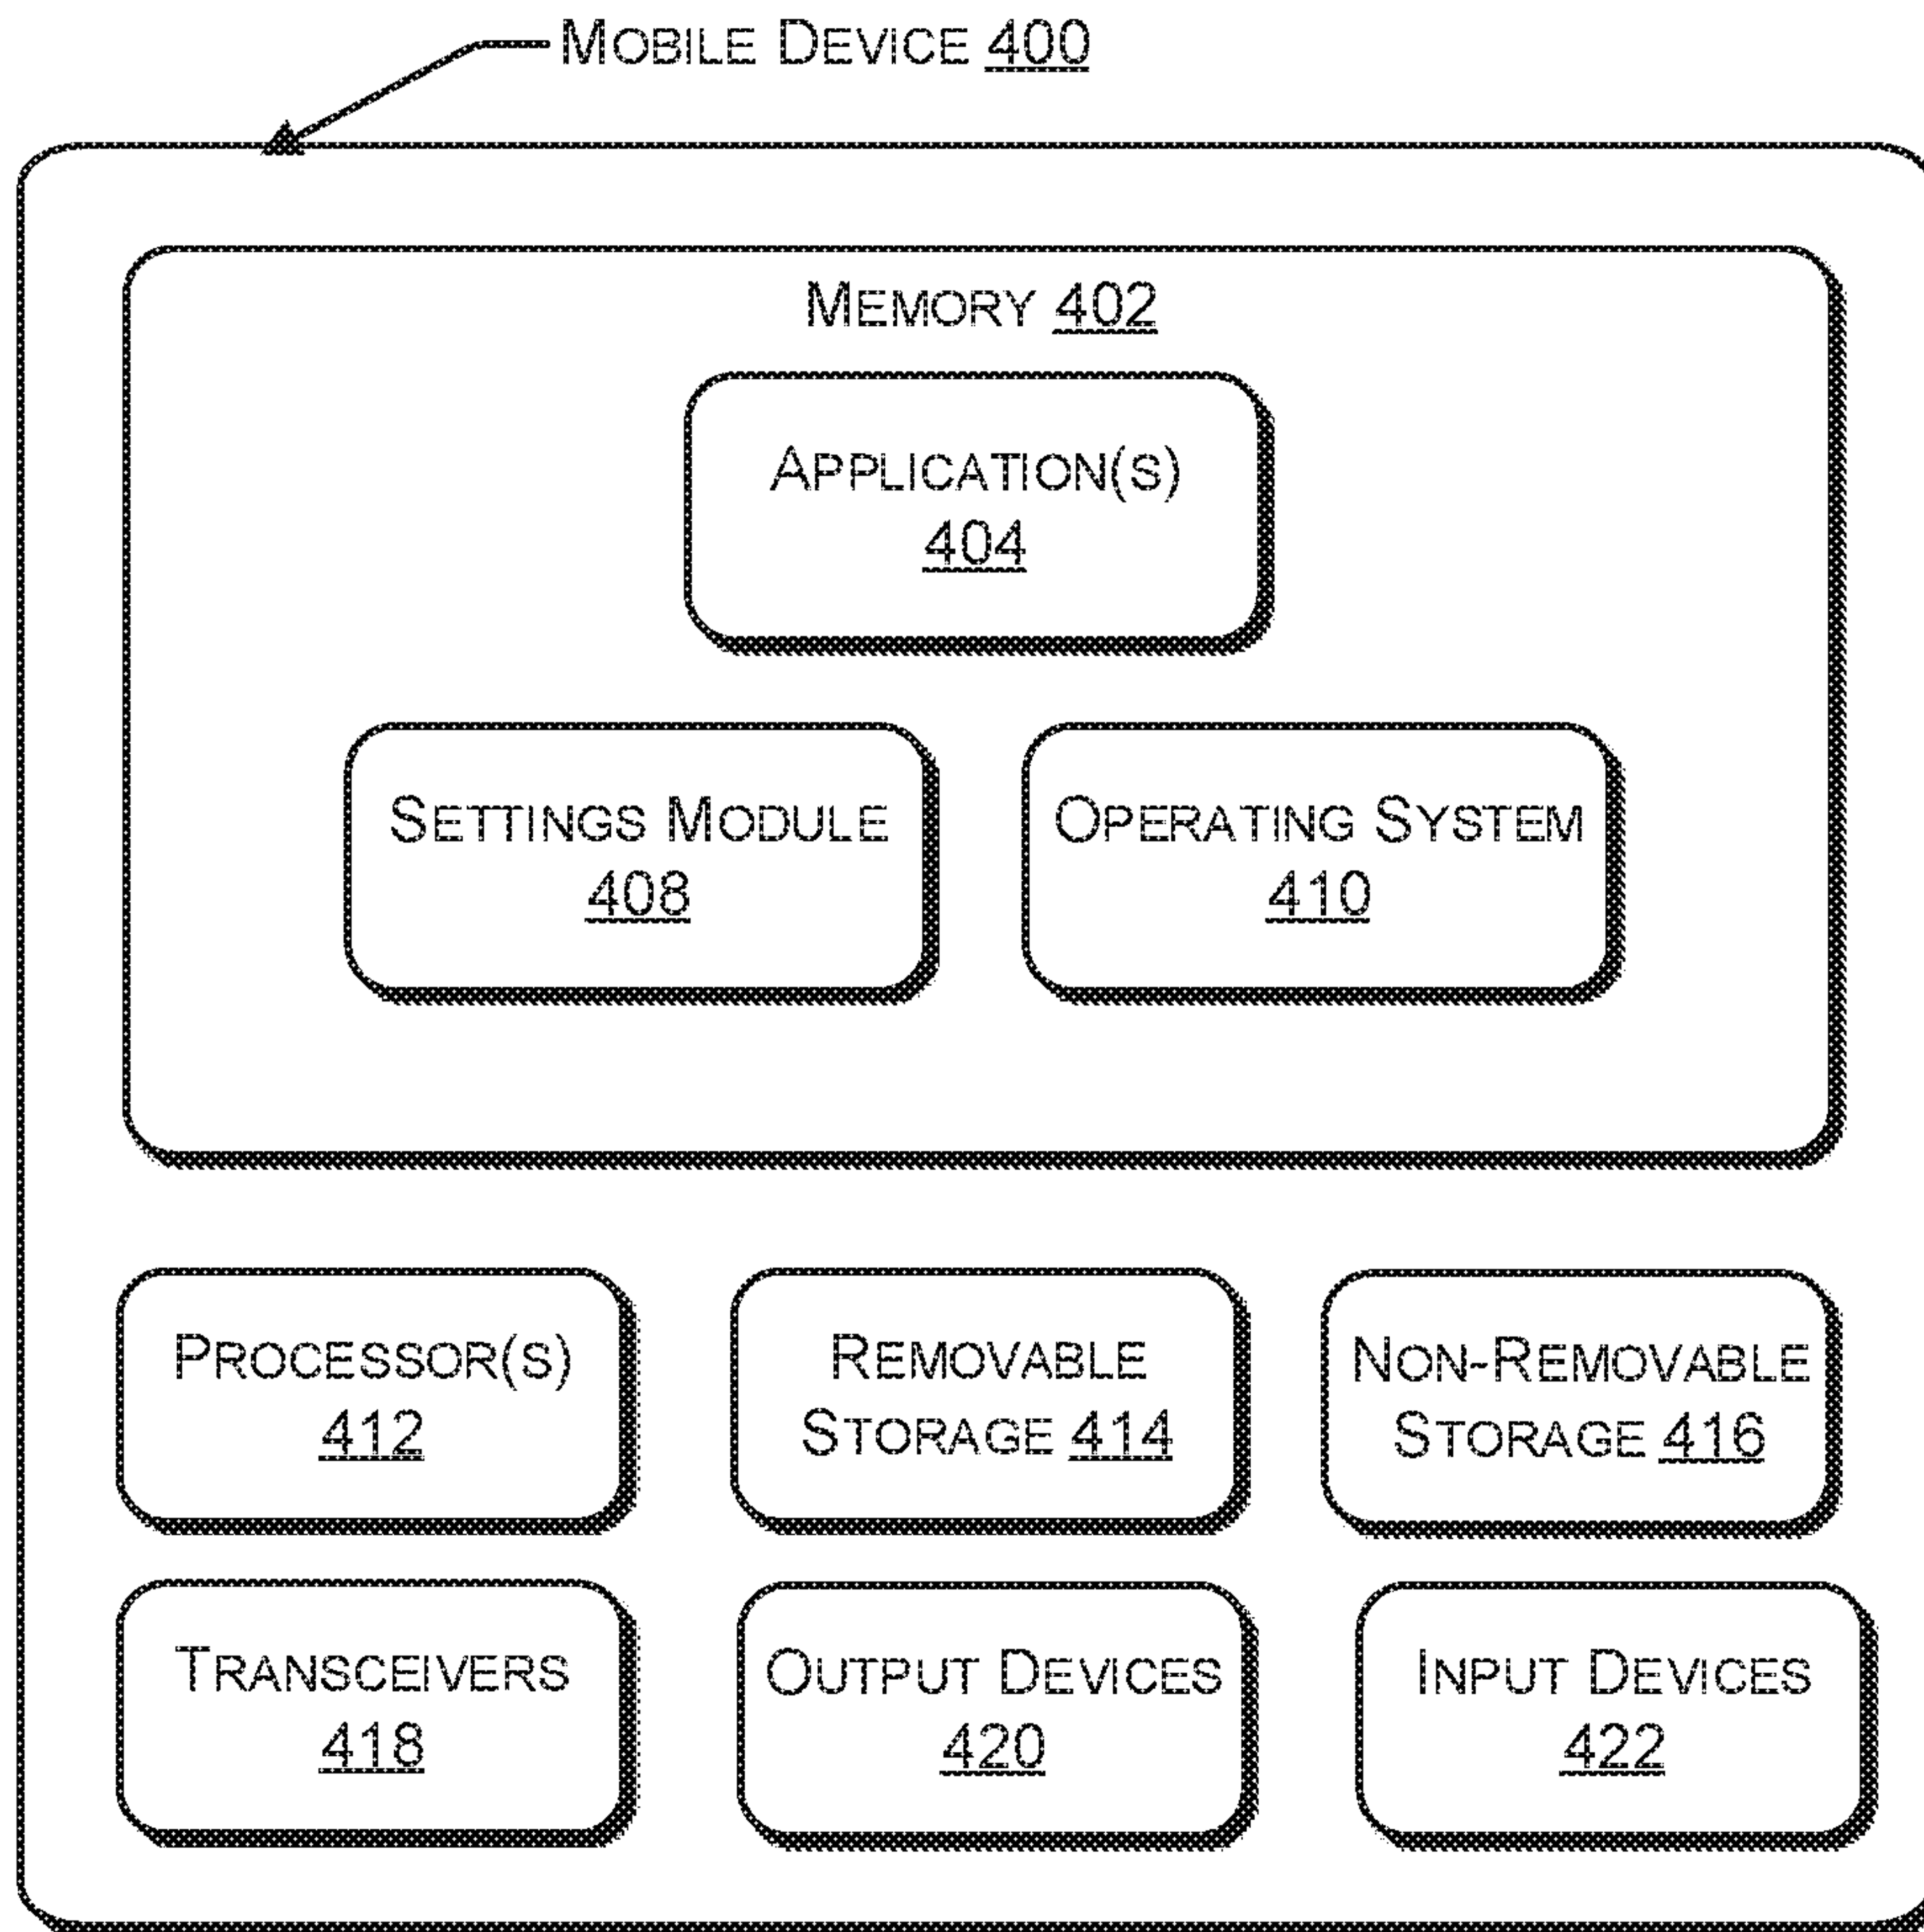 MOBILE DEVICE 400
MEMORY 402
APPLICATION(S)
404
SETTINGS MODULE
408
OPERATING SYSTEM
410
PROCESSOR(S)
412
REMOVABLE
STORAGE 414
NON-REMOVABLE
STORAGE 416
TRANSCEIVERS
418
OUTPUT DEVICES
420
INPUT DEVICES
422